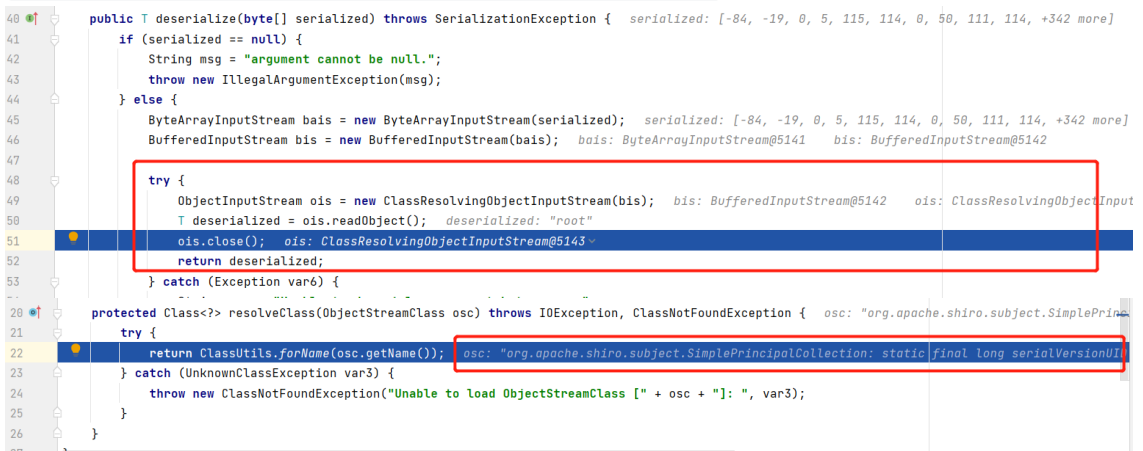 40 public T deserialize(byte[] serialized) throws SerializationException { serialized: [-84, -19, 0, 5, 115, 114, 0, 50, 111, 114, +342 more]
41 if (serialized == null) {
42 String msg = "argument cannot be null.";
43 throw new IllegalArgumentException(msg);
44 } else {
45 ByteArrayInputStream bais = new ByteArrayInputStream(serialized); serialized: [-84, -19, 0, 5, 115, 114, 0, 50, 111, 114, +342 more]
46 BufferedInputStream bis = new BufferedInputStream(bais); bais: ByteArrayInputStream@5141 bis: BufferedInputStream@5142
47
48 try {
49 ObjectInputStream ois = new ClassResolvingObjectInputStream(bis); bis: BufferedInputStream@5142 ois: ClassResolvingObjectInput
50 T deserialized = ois.readObject(); deserialized: "root"
51 ois.close(); ois: ClassResolvingObjectInputStream@5143
52 return deserialized;
53 } catch (Exception var6) {
20 protected Class<?> resolveClass(ObjectStreamClass osc) throws IOException, ClassNotFoundException { osc: "org.apache.shiro.subject.SimplePrinc
21 try {
22 return ClassUtils.forName(osc.getName()); osc: "org.apache.shiro.subject.SimplePrincipalCollection: static final long serialVersionUID
23 } catch (UnknownClassException var3) {
24 throw new ClassNotFoundException("Unable to load ObjectStreamClass [" + osc + "]: ", var3);
25 }
26 }